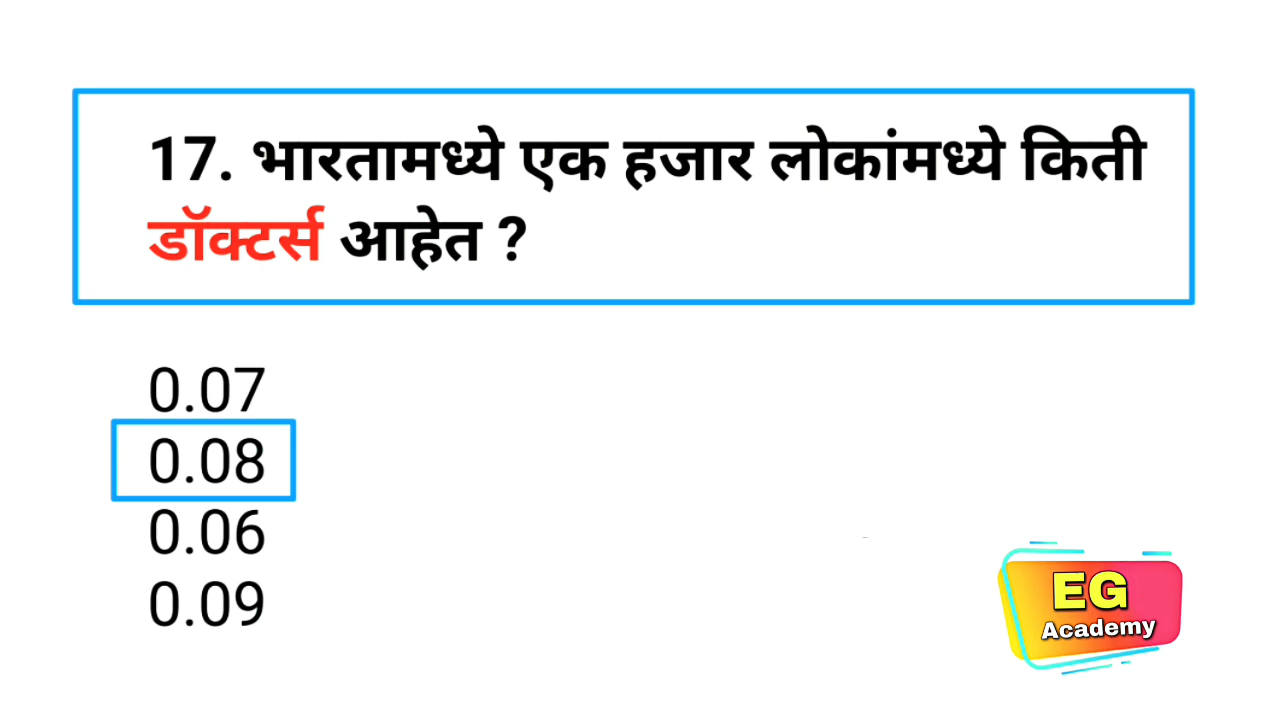 17. भारतामध्ये एक हजार लोकांमध्ये किती
डॉक्टर्स आहेत ?
0.07
0.08
0.06
0.09
EG
Academy